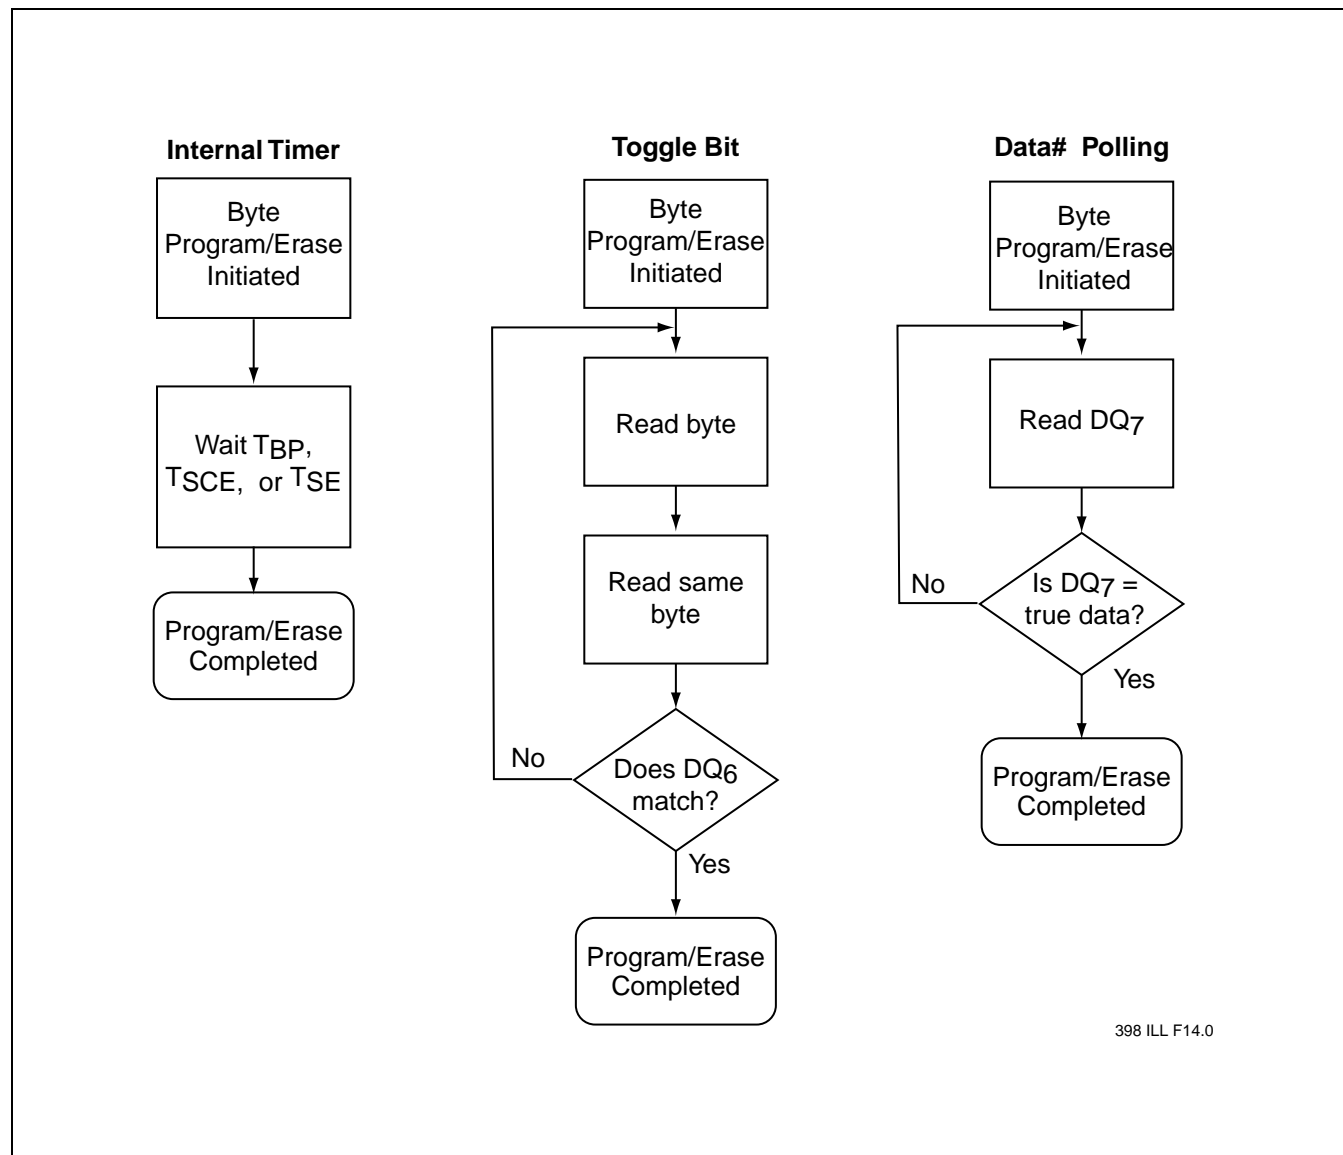 Internal Timer
Byte
Program/Erase
Initiated
Wait TBP,
TSCE, or TSE
Program/Erase
Completed
Toggle Bit
Byte
Program/Erase
Initiated
Read byte
Read same
byte
No
Does DQ6
match?
Yes
Program/Erase
Completed
Data# Polling
Byte
Program/Erase
Initiated
Read DQ7
No
Is DQ7 =
true data?
Yes
Program/Erase
Completed
398 ILL F14.0